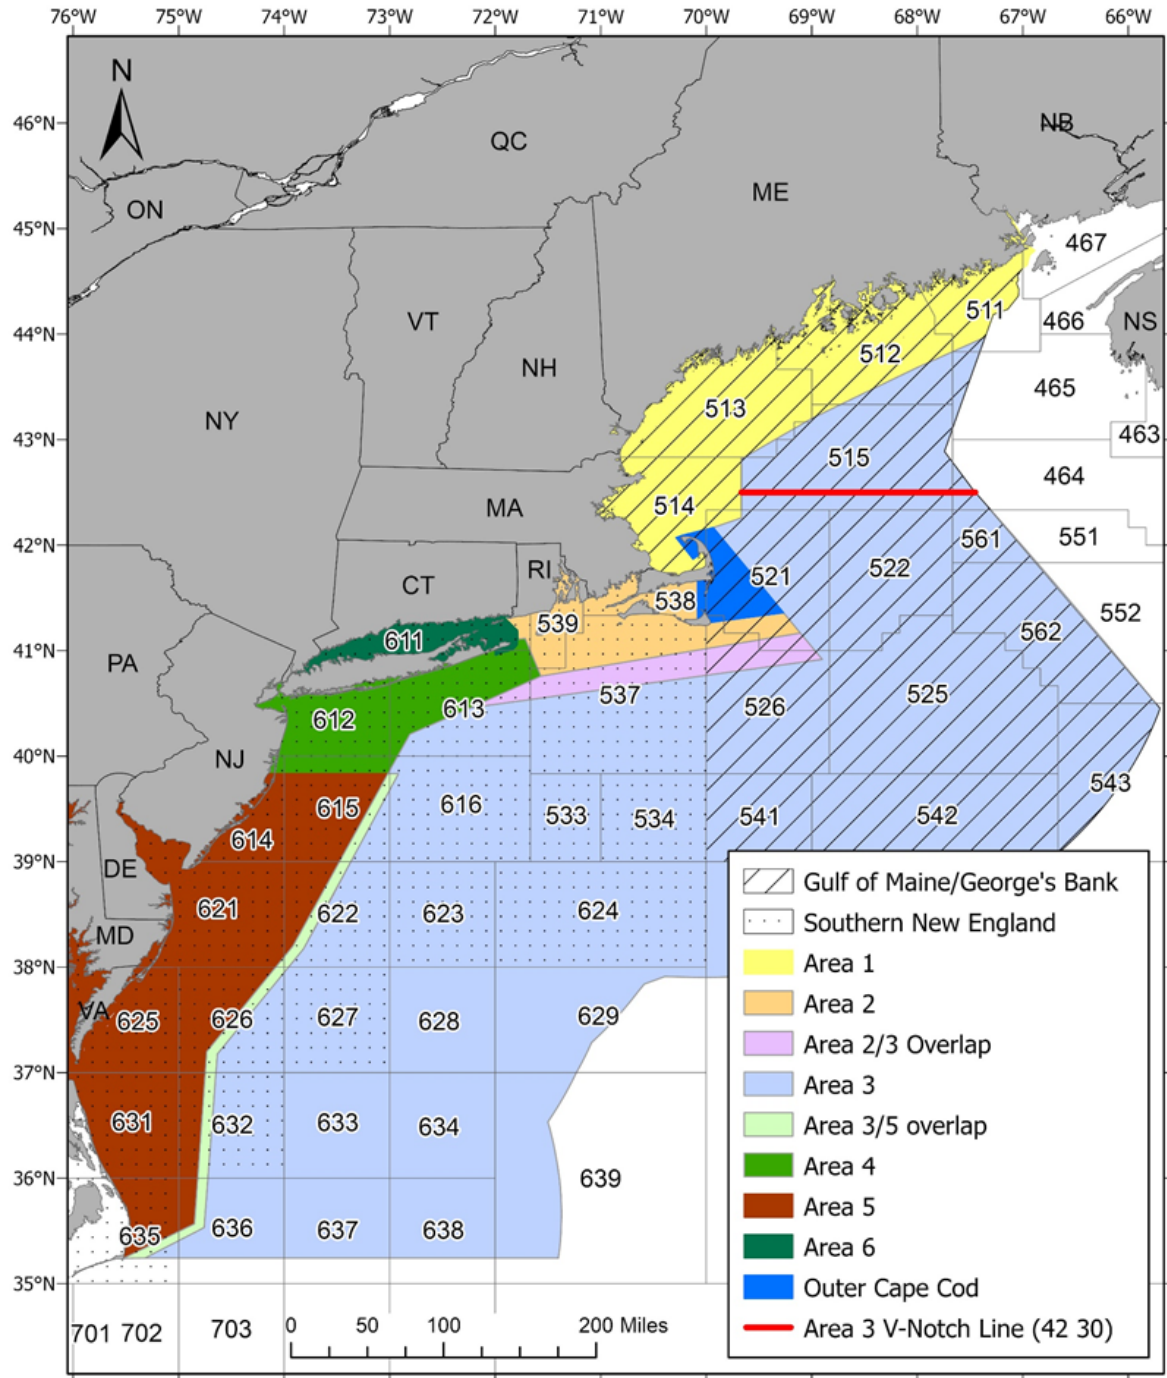 76°W 75°W 74°W 73°W 72°W 71°W 70°W 69°W 68°W 67°W 66°W
N
46°N
45°N
44°N
43°N
42°N
41°N
40°N
39°N
38°N
37°N
36°N
35°N
QC
NB
ME
ON
467
511
466
NS
VT
512
NH
465
513
NY
463
515
464
MA
514
551
561
RI
522
CT
521
538
552
539
562
611
PA
537
525
613
526
612
NJ
543
616
615
533
534
541
542
614
DE
621
622
623
624
MD
VA
625
626
627
628
629
631
632
633
634
639
635
636
637
638
701 702
703
0 50 100 200 Miles
Gulf of Maine/George's Bank
Southern New England
Area 1
Area 2
Area 2/3 Overlap
Area 3
Area 3/5 overlap
Area 4
Area 5
Area 6
Outer Cape Cod
Area 3 V-Notch Line (42 30)